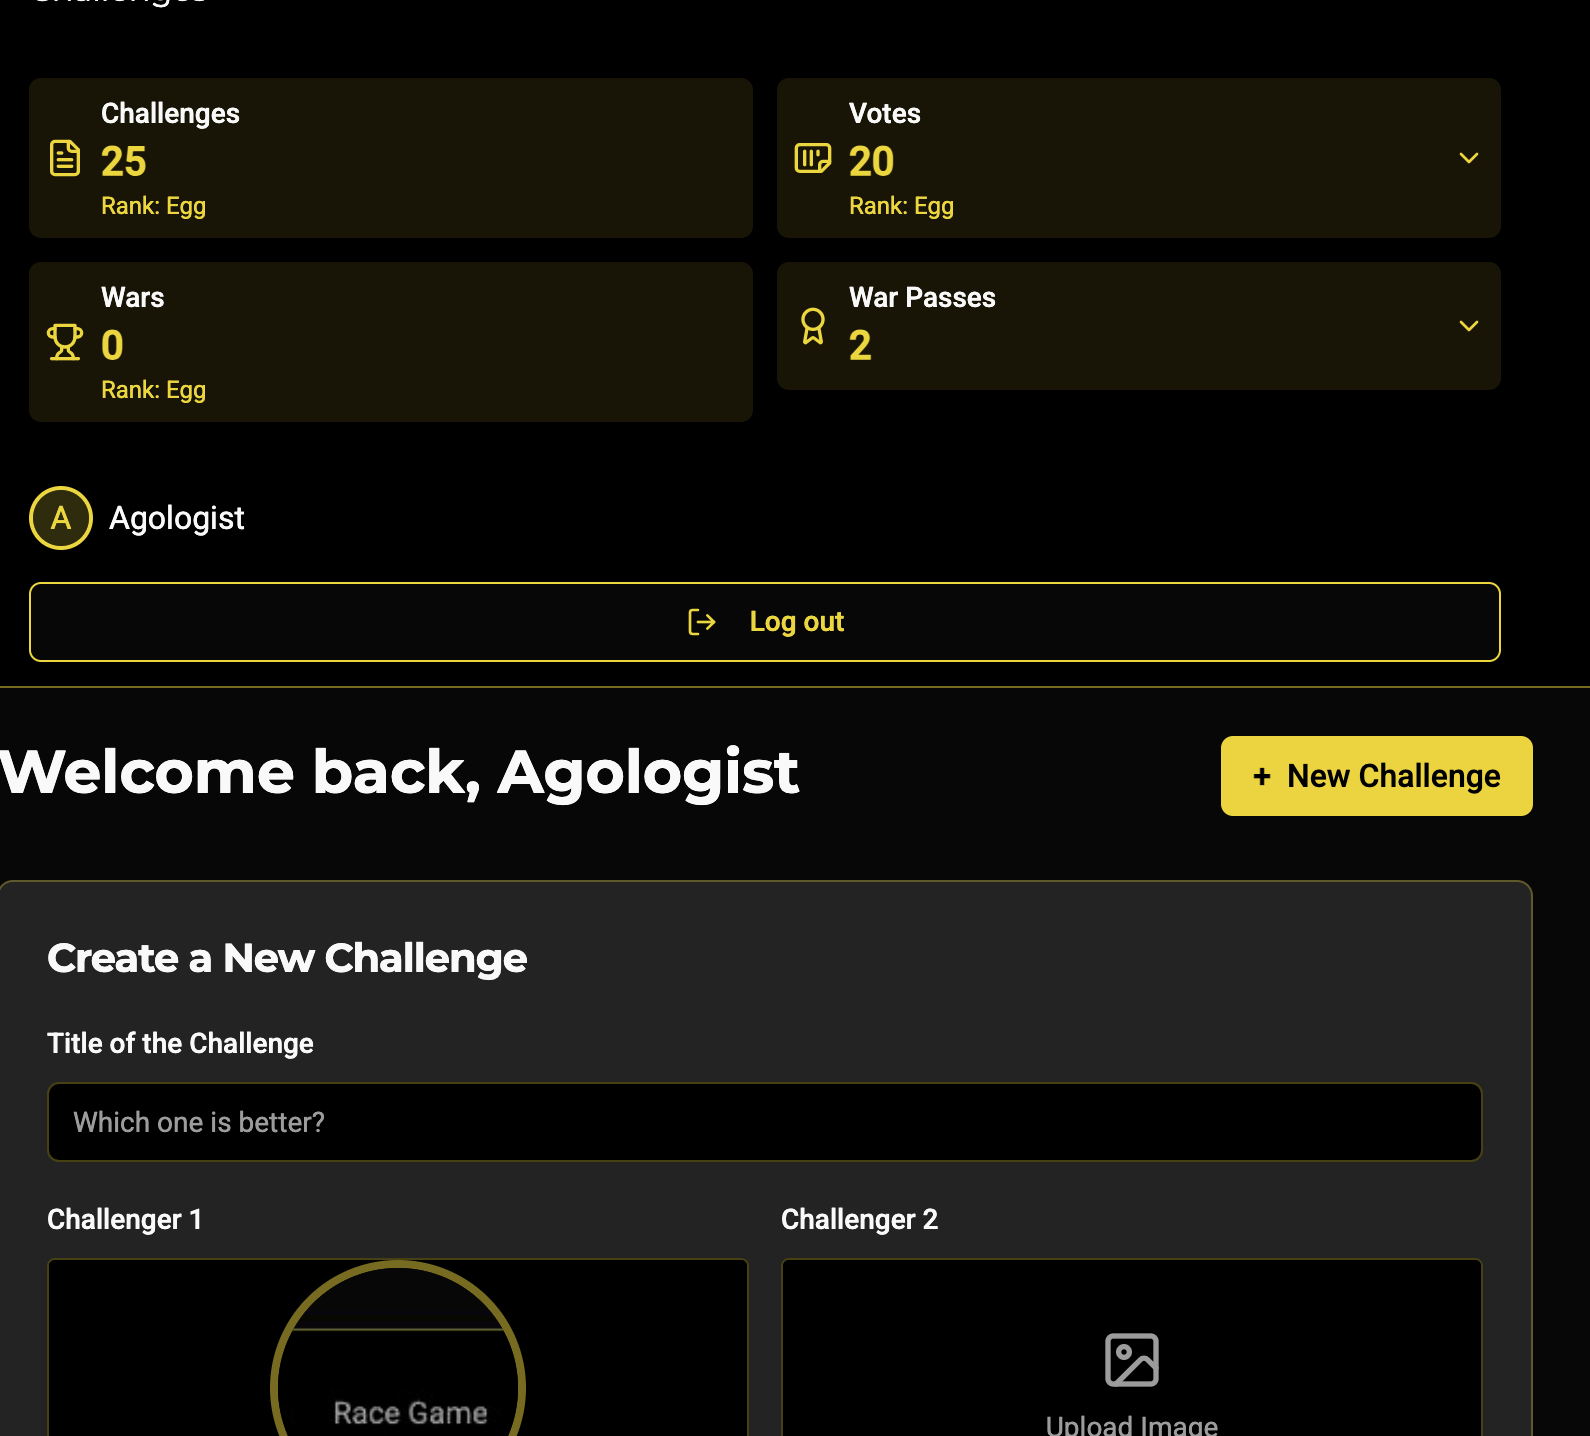 Challenges
Challenges
25
Rank: Egg
Votes
20
Rank: Egg
Wars
0
Rank: Egg
War Passes
2
A Agologist
Log out
Welcome back, Agologist
+ New Challenge
Create a New Challenge
Title of the Challenge
Which one is better?
Challenger 1
Challenger 2
Race Game
Upload Image